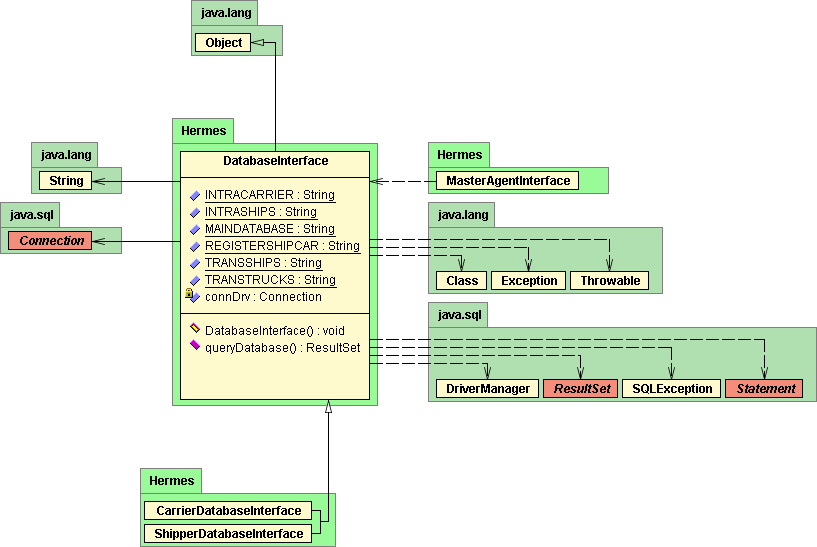 java.lang
Object
Hermes
DatabaseInterface
INTRACARRIER : String
INTRASHIPS : String
MAINDATABASE : String
REGISTERSHIPCAR : String
TRANSSHIPS : String
TRANSTRUCKS : String
connDrv : Connection
DatabaseInterface() : void
queryDatabase() : ResultSet
java.lang
String
java.sql
Connection
Hermes
MasterAgentInterface
java.lang
Class
Exception
Throwable
java.sql
DriverManager
ResultSet
SQLException
Statement
Hermes
CarrierDatabaseInterface
ShipperDatabaseInterface